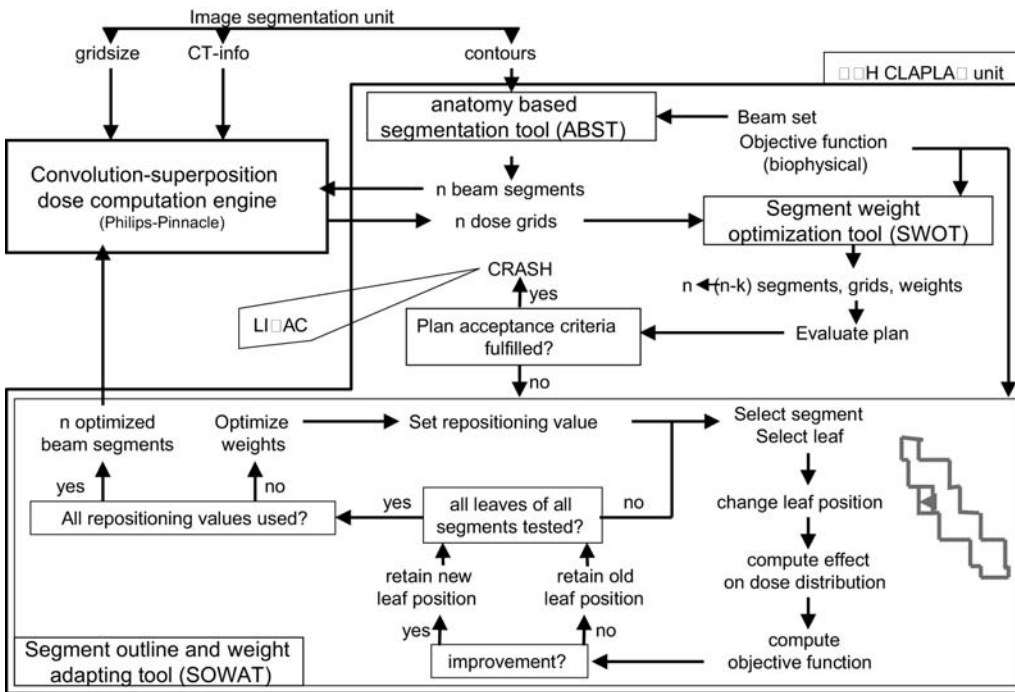 Image segmentation unit
gridsize
CT-info
contours
□□H CLAPLA□ unit
anatomy based
segmentation tool (ABST)
Beam set
Objective function
(biophysical)
Convolution-superposition
dose computation engine
(Philips-Pinnacle)
n beam segments
n dose grids
Segment weight
optimization tool (SWOT)
CRASH
yes
n (n-k) segments, grids, weights
LI□AC
Plan acceptance criteria
fulfilled?
Evaluate plan
no
n optimized
beam segments
Optimize
weights
Set repositioning value
Select segment
Select leaf
yes
no
All repositioning values used?
yes
all leaves of all
segments tested?
no
change leaf position
retain new
leaf position
retain old
leaf position
compute effect
on dose distribution
yes
no
improvement?
compute
objective function
Segment outline and weight
adapting tool (SOWAT)